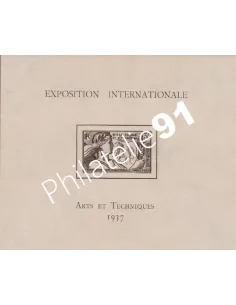 EXPOSITION INTERNATIONALE
Philatelie91
ARTS ET TECHNIQUES
1937